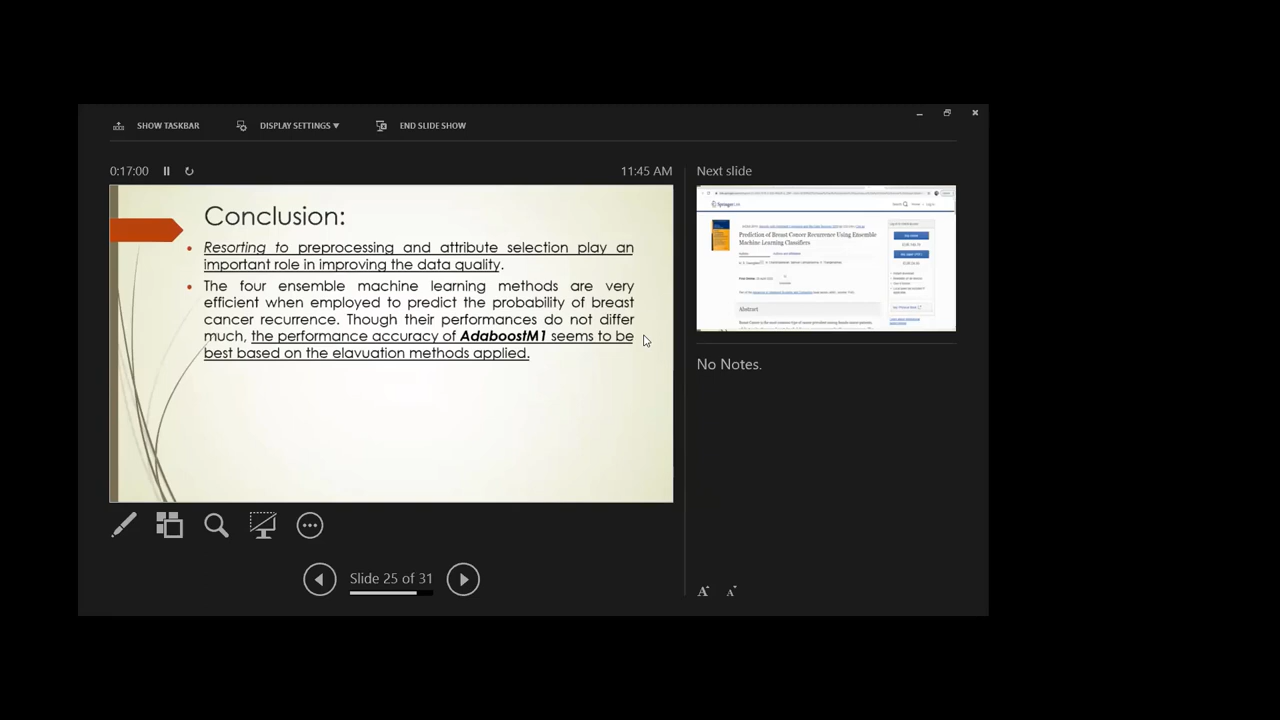 SHOW TASKBAR
DISPLAY SETTINGS ▼
END SLIDE SHOW
0:17:00
11:45 AM
Next slide
Conclusion:
• rting to preprocessing and attribute selection play an
important role in improving the data quality.
• The four ensemble machine learning methods are very
efficient when employed to predict the probability of breast
cer recurence. Though their performances do not differ
much, the perfomance accuracy of AdaboostM1 seems to be
best based on the elavuation methods applied.
Prediction of Breast Cancer Recurrence Using Ensemble
Machine Learning Classifiers
Abstract
No Notes.
Slide 25 of 31